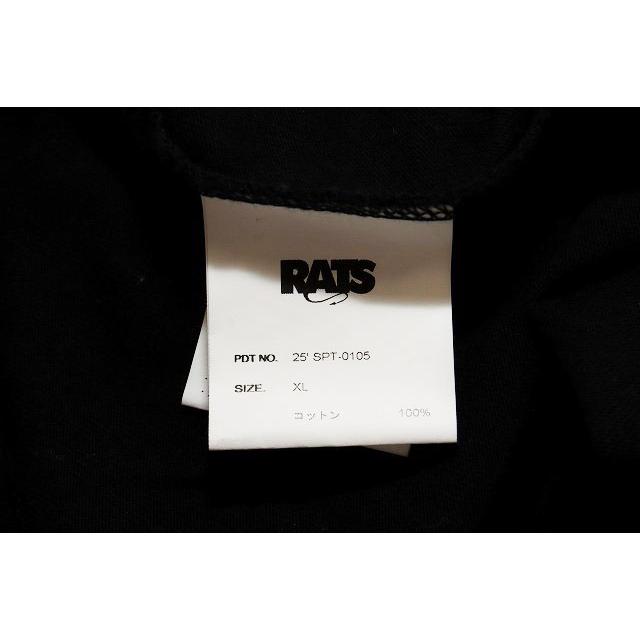 RATS
PDT NO. 25' SPT-0105
SIZE. XL
コットン 100%